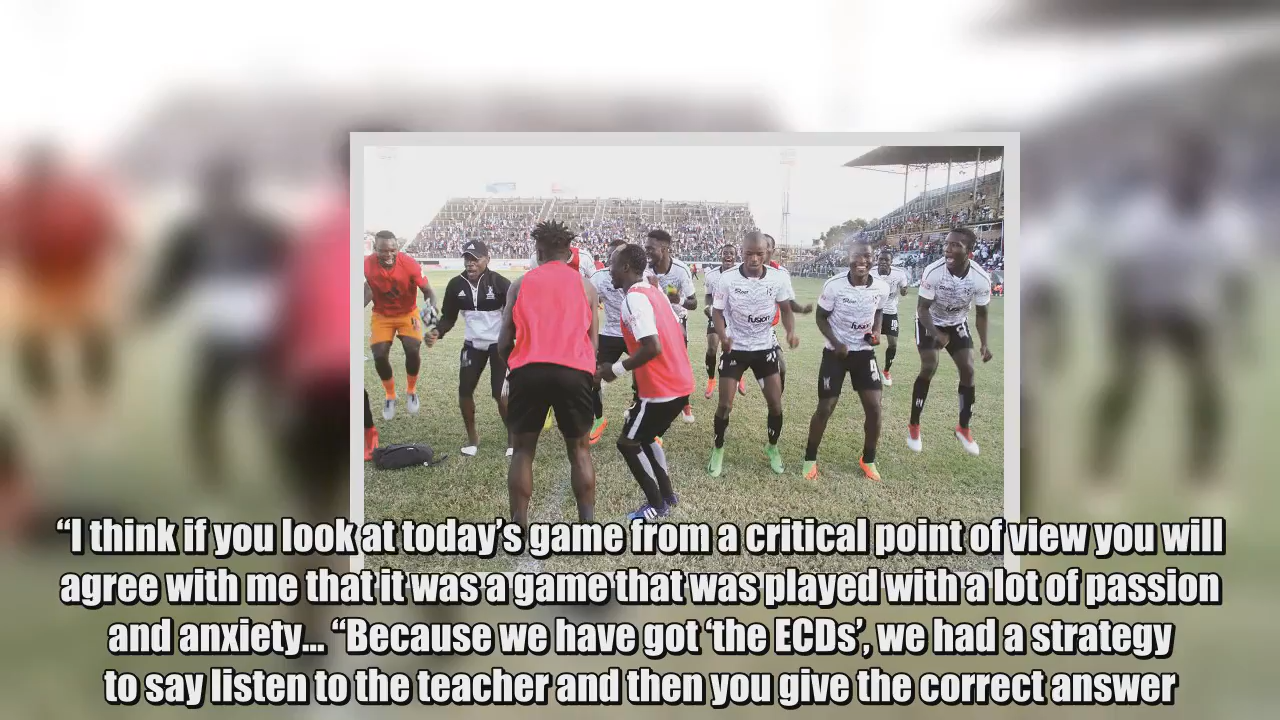 fusion
fusion
“I think if you look at today’s game from a critical point of view you will
agree with me that it was a game that was played with a lot of passion
and anxiety... “Because we have got ‘the ECDs’, we had a strategy
to say listen to the teacher and then you give the correct answer